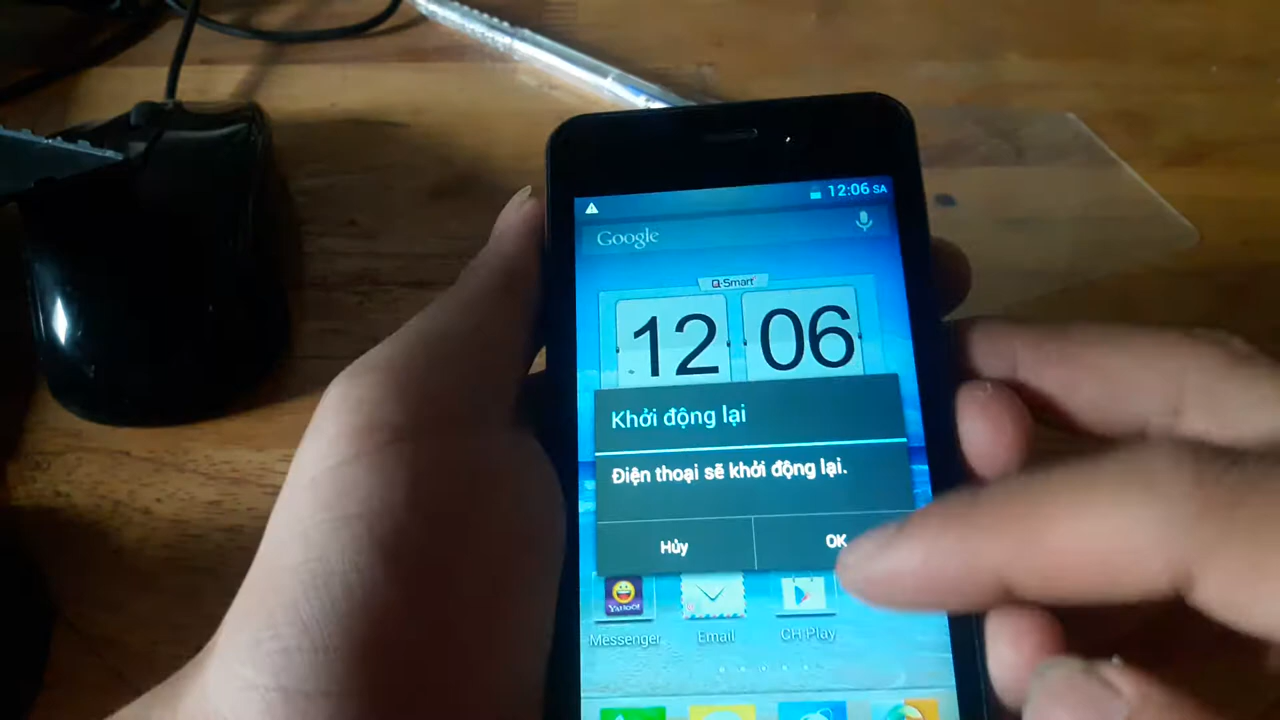 12:06 SA
Google
Q-Smart
12 06
Khởi động lại
Điện thoại sẽ khởi động lại.
Hủy OK
YAHOO!
Messenger Email CH Play